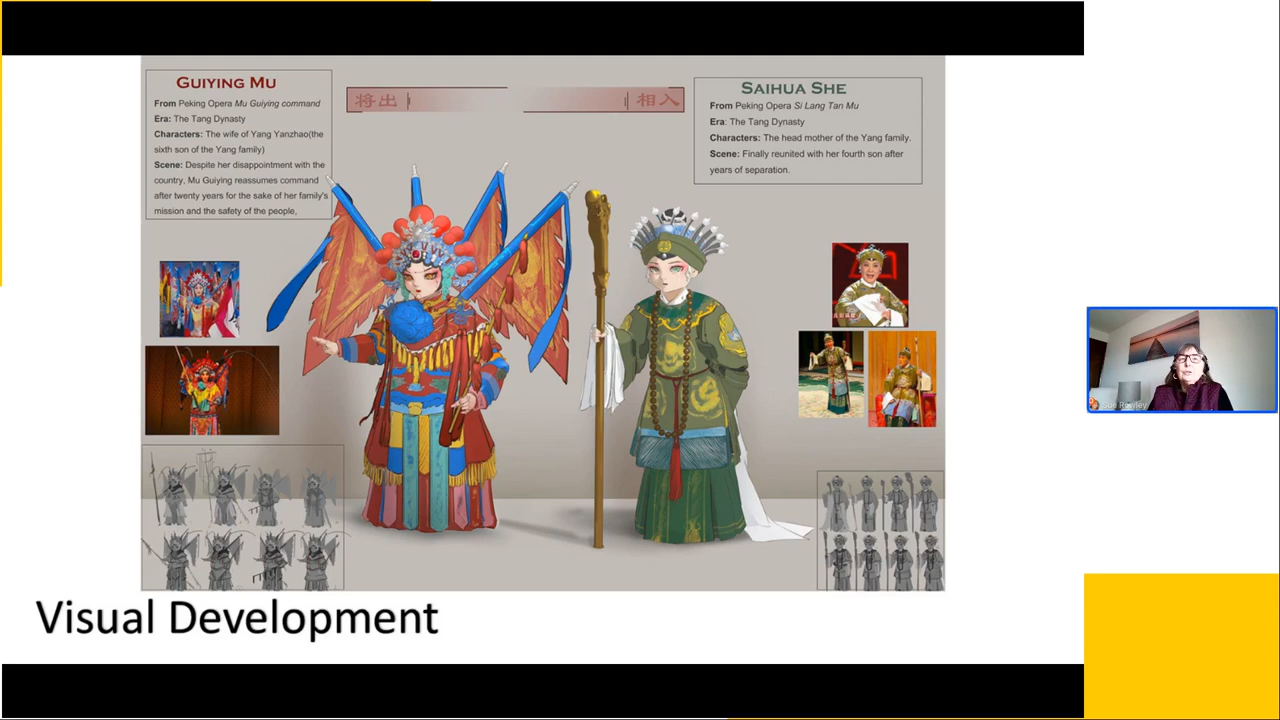 GUIYING MU
From Peking Opera Mu Guiying command
Era: The Tang Dynasty
Characters: The wife of Yang Yanzhao(the
sixth son of the Yang family)
Scene: Despite her disappointment with the
country, Mu Guiying reassumes command
after twenty years for the sake of her family's
mission and the safety of the people,
将出
相入
SAIHUA SHE
From Peking Opera Si Lang Tan Mu
Era: The Tang Dynasty
Characters: The head mother of the Yang family.
Scene: Finally reunited with her fourth son after
years of separation.
Sue Rowley
Visual Development